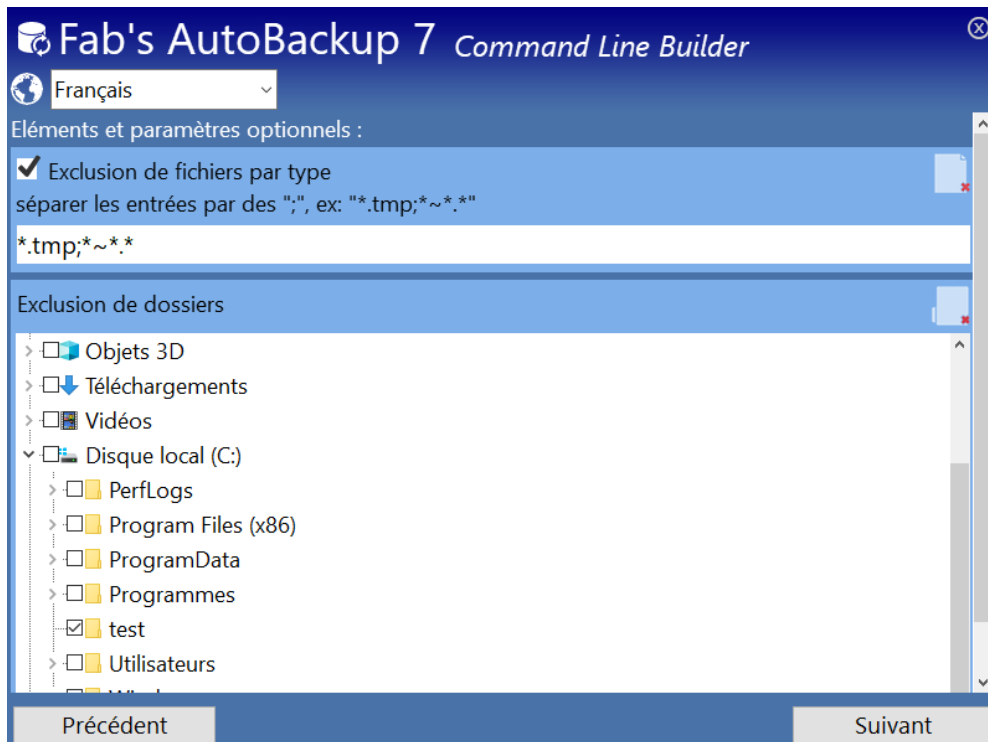 Fab's AutoBackup 7 Command Line Builder
Français
Eléments et paramètres optionnels :
Exclusion de fichiers par type
séparer les entrées par des ";", ex: "*.tmp;*~*.*"
*.tmp;*~*.*
Exclusion de dossiers
Objets 3D
Téléchargements
Vidéos
Disque local (C:)
PerfLogs
Program Files (x86)
ProgramData
Programmes
test
Utilisateurs
Précédent
Suivant